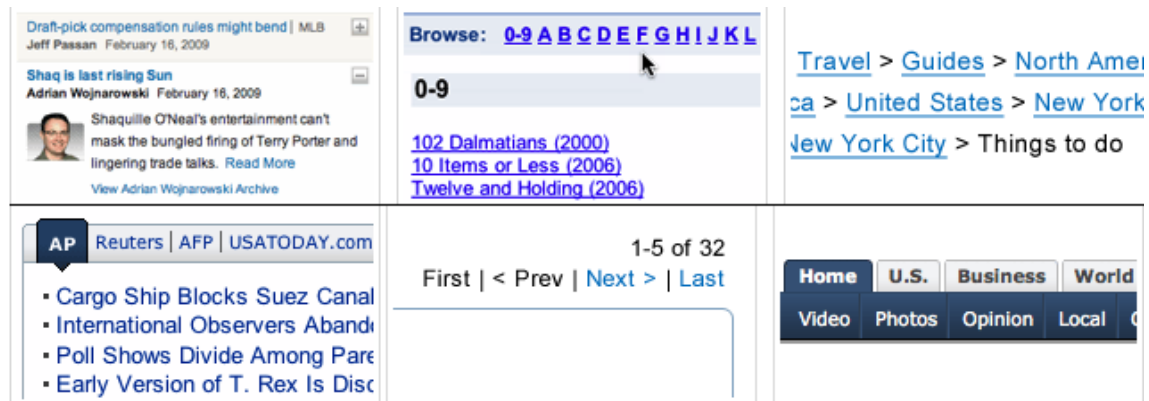 Draft-pick compensation rules might bend | MLB
Jeff Passan February 16, 2009
Shaq is last rising Sun
Adrian Wojnarowski February 16, 2009
Shaquille O'Neal's entertainment can't
mask the bungled firing of Terry Porter and
lingering trade talks. Read More
View Adrian Wojnarowski Archive
Browse: 0-9 A B C D E F G H I J K L
0-9
102 Dalmatians (2000)
10 Items or Less (2006)
Twelve and Holding (2006)
Travel > Guides > North Amer
ca > United States > New York
New York City > Things to do
AP Reuters | AFP | USATODAY.com
Cargo Ship Blocks Suez Canal
International Observers Aband
Poll Shows Divide Among Pare
Early Version of T. Rex Is Disc
1-5 of 32
First | < Prev | Next > | Last
Home U.S. Business World
Video Photos Opinion Local